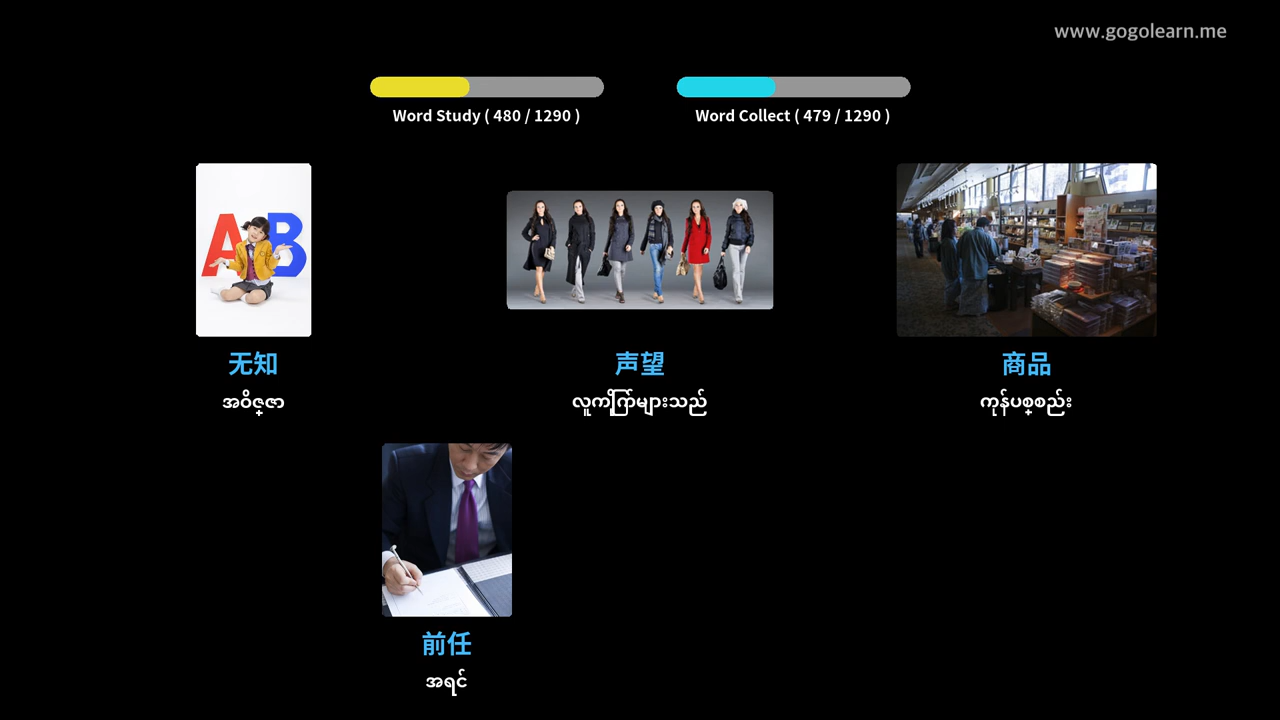 www.gogolearn.me
Word Study ( 480 / 1290 )
Word Collect ( 479 / 1290 )
A B
无知
အဝိဇ္ဇာ
声望
လူကြိုက်များသည်
商品
ကုန်ပစ္စည်း
前任
အရင်